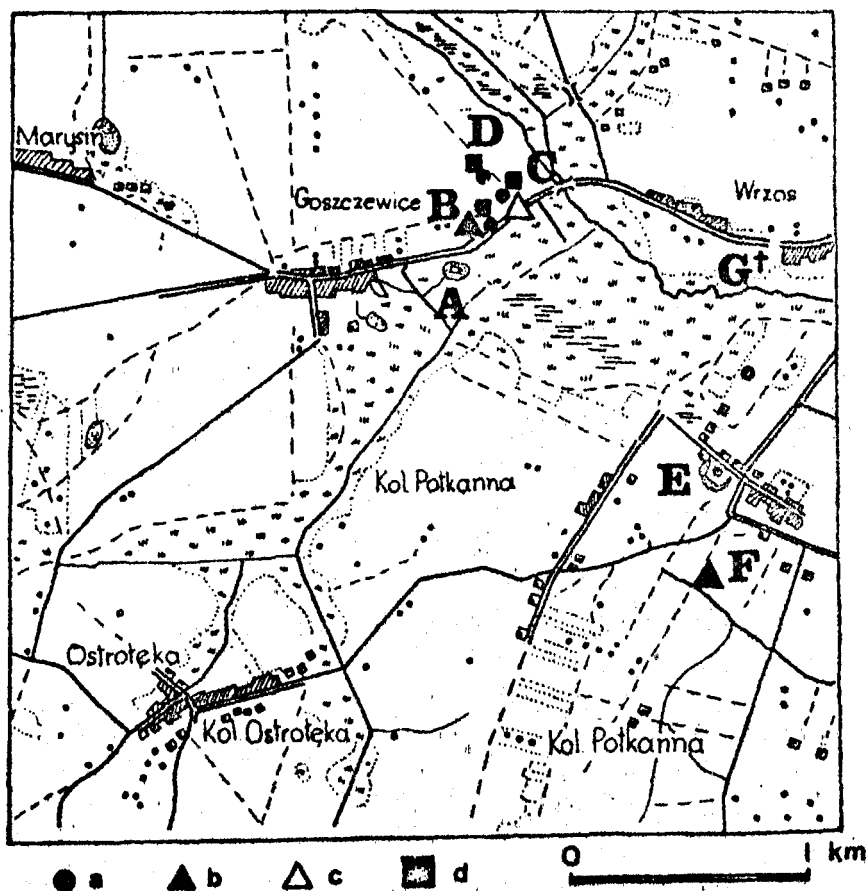 Marysin
D
C
Goszczewice
B
Wrzos
G†
A
Kol. Potkanna
E
F
Ostrołęka
Kol. Ostrołęka
Kol. Potkanna
a b c d
0 1 km